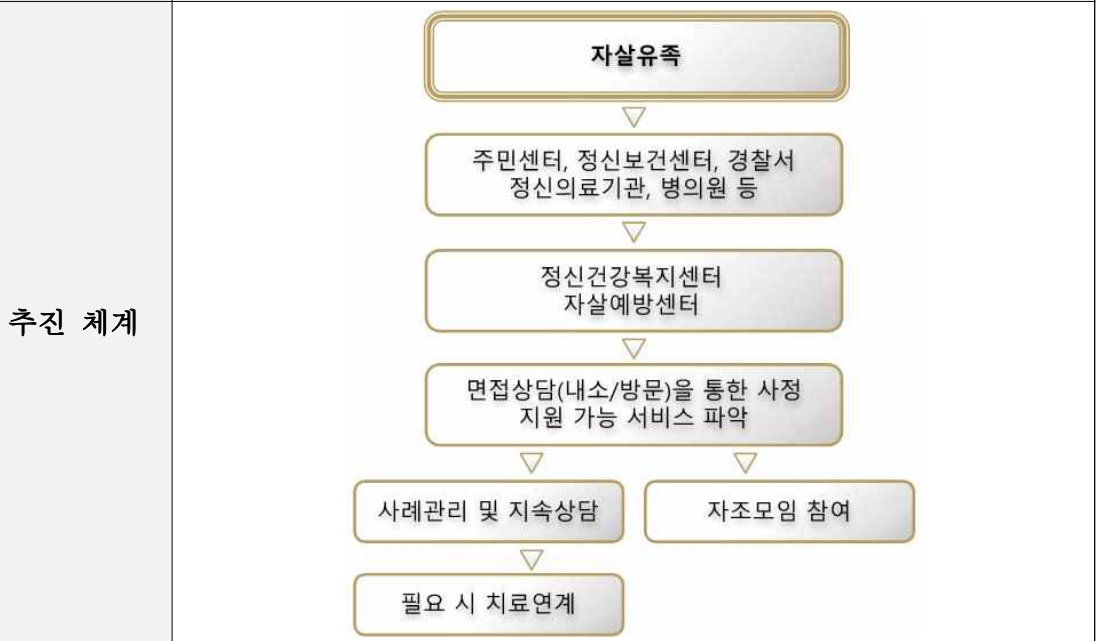 추진 체계
자살유족
주민센터, 정신보건센터, 경찰서
정신의료기관, 병의원 등
정신건강복지센터
자살예방센터
면접상담(내소/방문)을 통한 사정
지원 가능 서비스 파악
사례관리 및 지속상담
자조모임 참여
필요 시 치료연계